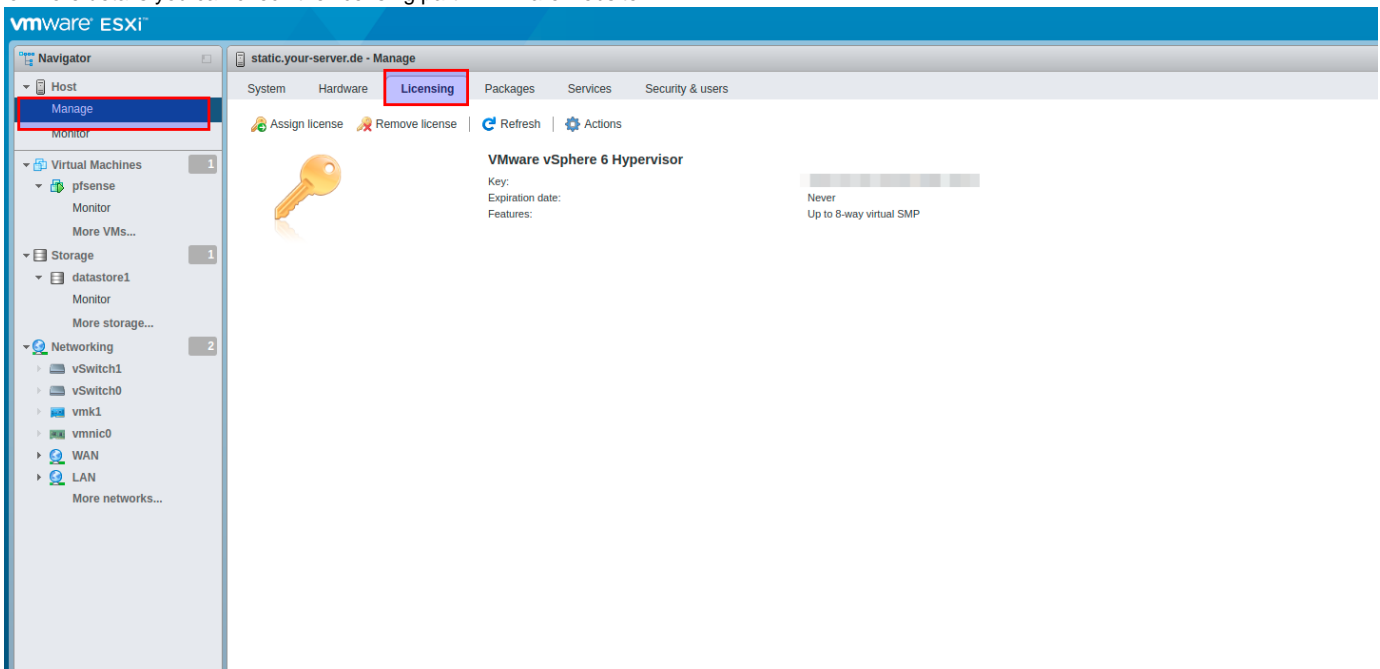 vmware ESXi™
Navigator
Host
Manage
Monitor
Virtual Machines 1
pfsense
Monitor
More VMs...
Storage 1
datastore1
Monitor
More storage...
Networking 2
vSwitch1
vSwitch0
vmk1
vmnic0
WAN
LAN
More networks...
static.your-server.de - Manage
System Hardware Licensing Packages Services Security & users
Assign license Remove license Refresh Actions
VMware vSphere 6 Hypervisor
Key:
Expiration date: Never
Features: Up to 8-way virtual SMP